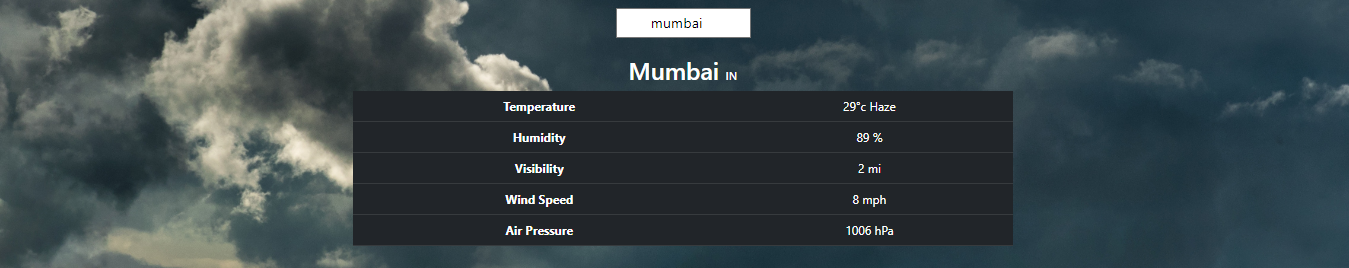 mumbai
Mumbai IN
Temperature 29°c Haze
Humidity 89 %
Visibility 2 mi
Wind Speed 8 mph
Air Pressure 1006 hPa